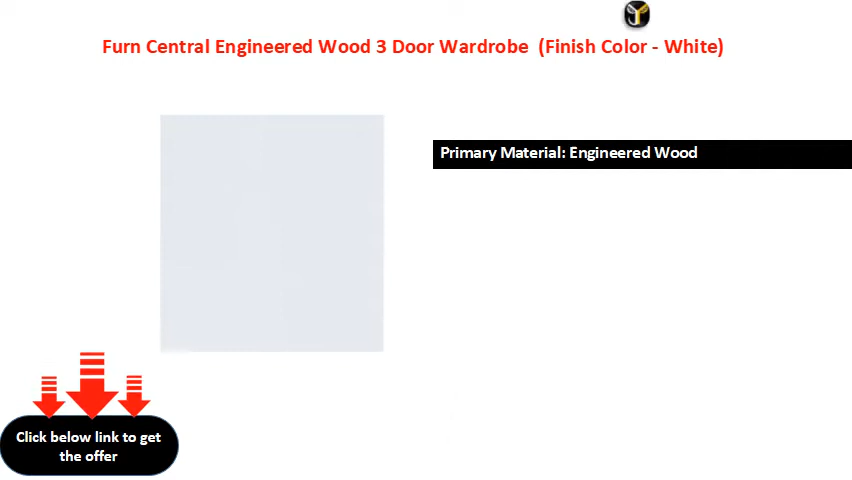 Furn Central Engineered Wood 3 Door Wardrobe (Finish Color - White)
Primary Material: Engineered Wood
Click below link to get
the offer